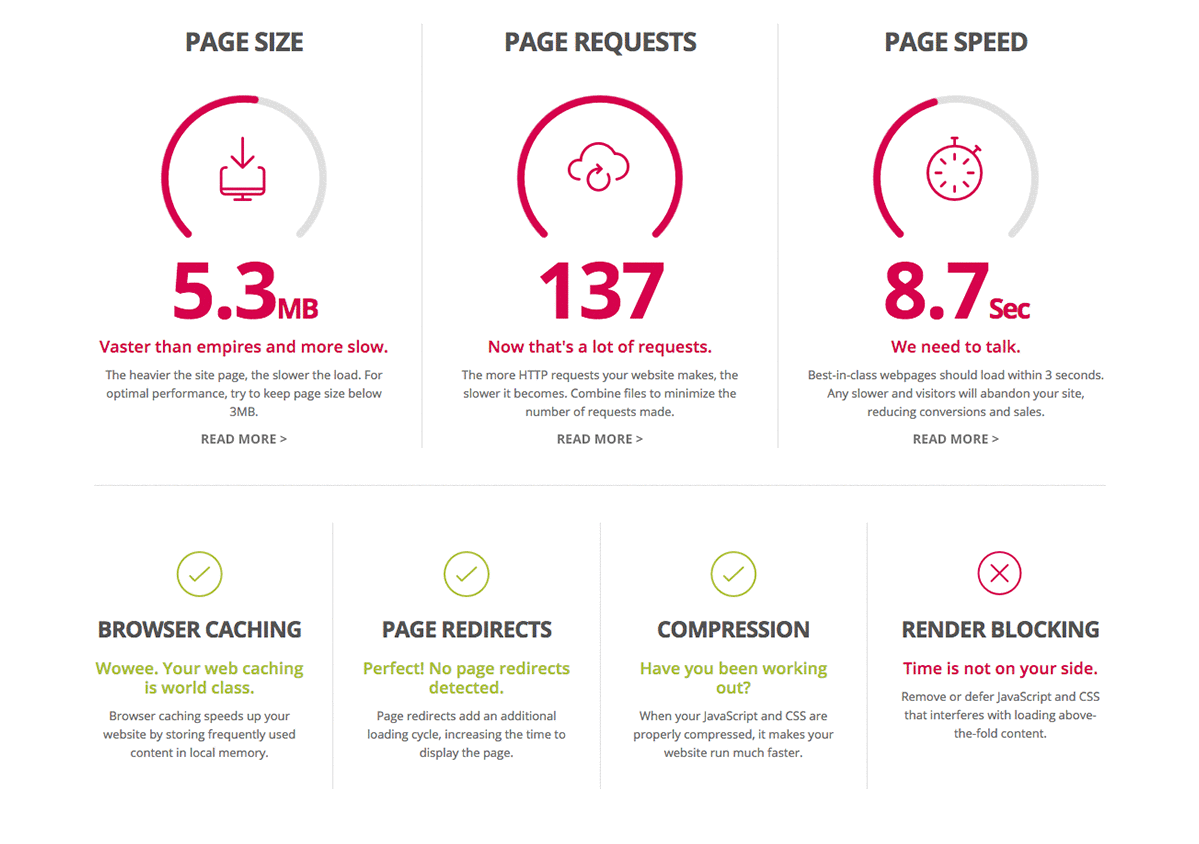 PAGE SIZE
5.3MB
Vaster than empires and more slow.
The heavier the site page, the slower the load. For
optimal performance, try to keep page size below
3MB.
READ MORE >
PAGE REQUESTS
137
Now that's a lot of requests.
The more HTTP requests your website makes, the
slower it becomes. Combine files to minimize the
number of requests made.
READ MORE >
PAGE SPEED
8.7Sec
We need to talk.
Best-in-class webpages should load within 3 seconds.
Any slower and visitors will abandon your site,
reducing conversions and sales.
READ MORE >
BROWSER CACHING
Wowee. Your web caching
is world class.
Browser caching speeds up your
website by storing frequently used
content in local memory.
PAGE REDIRECTS
Perfect! No page redirects
detected.
Page redirects add an additional
loading cycle, increasing the time to
display the page.
COMPRESSION
Have you been working
out?
When your JavaScript and CSS are
properly compressed, it makes your
website run much faster.
RENDER BLOCKING
Time is not on your side.
Remove or defer JavaScript and CSS
that interferes with loading above-
the-fold content.